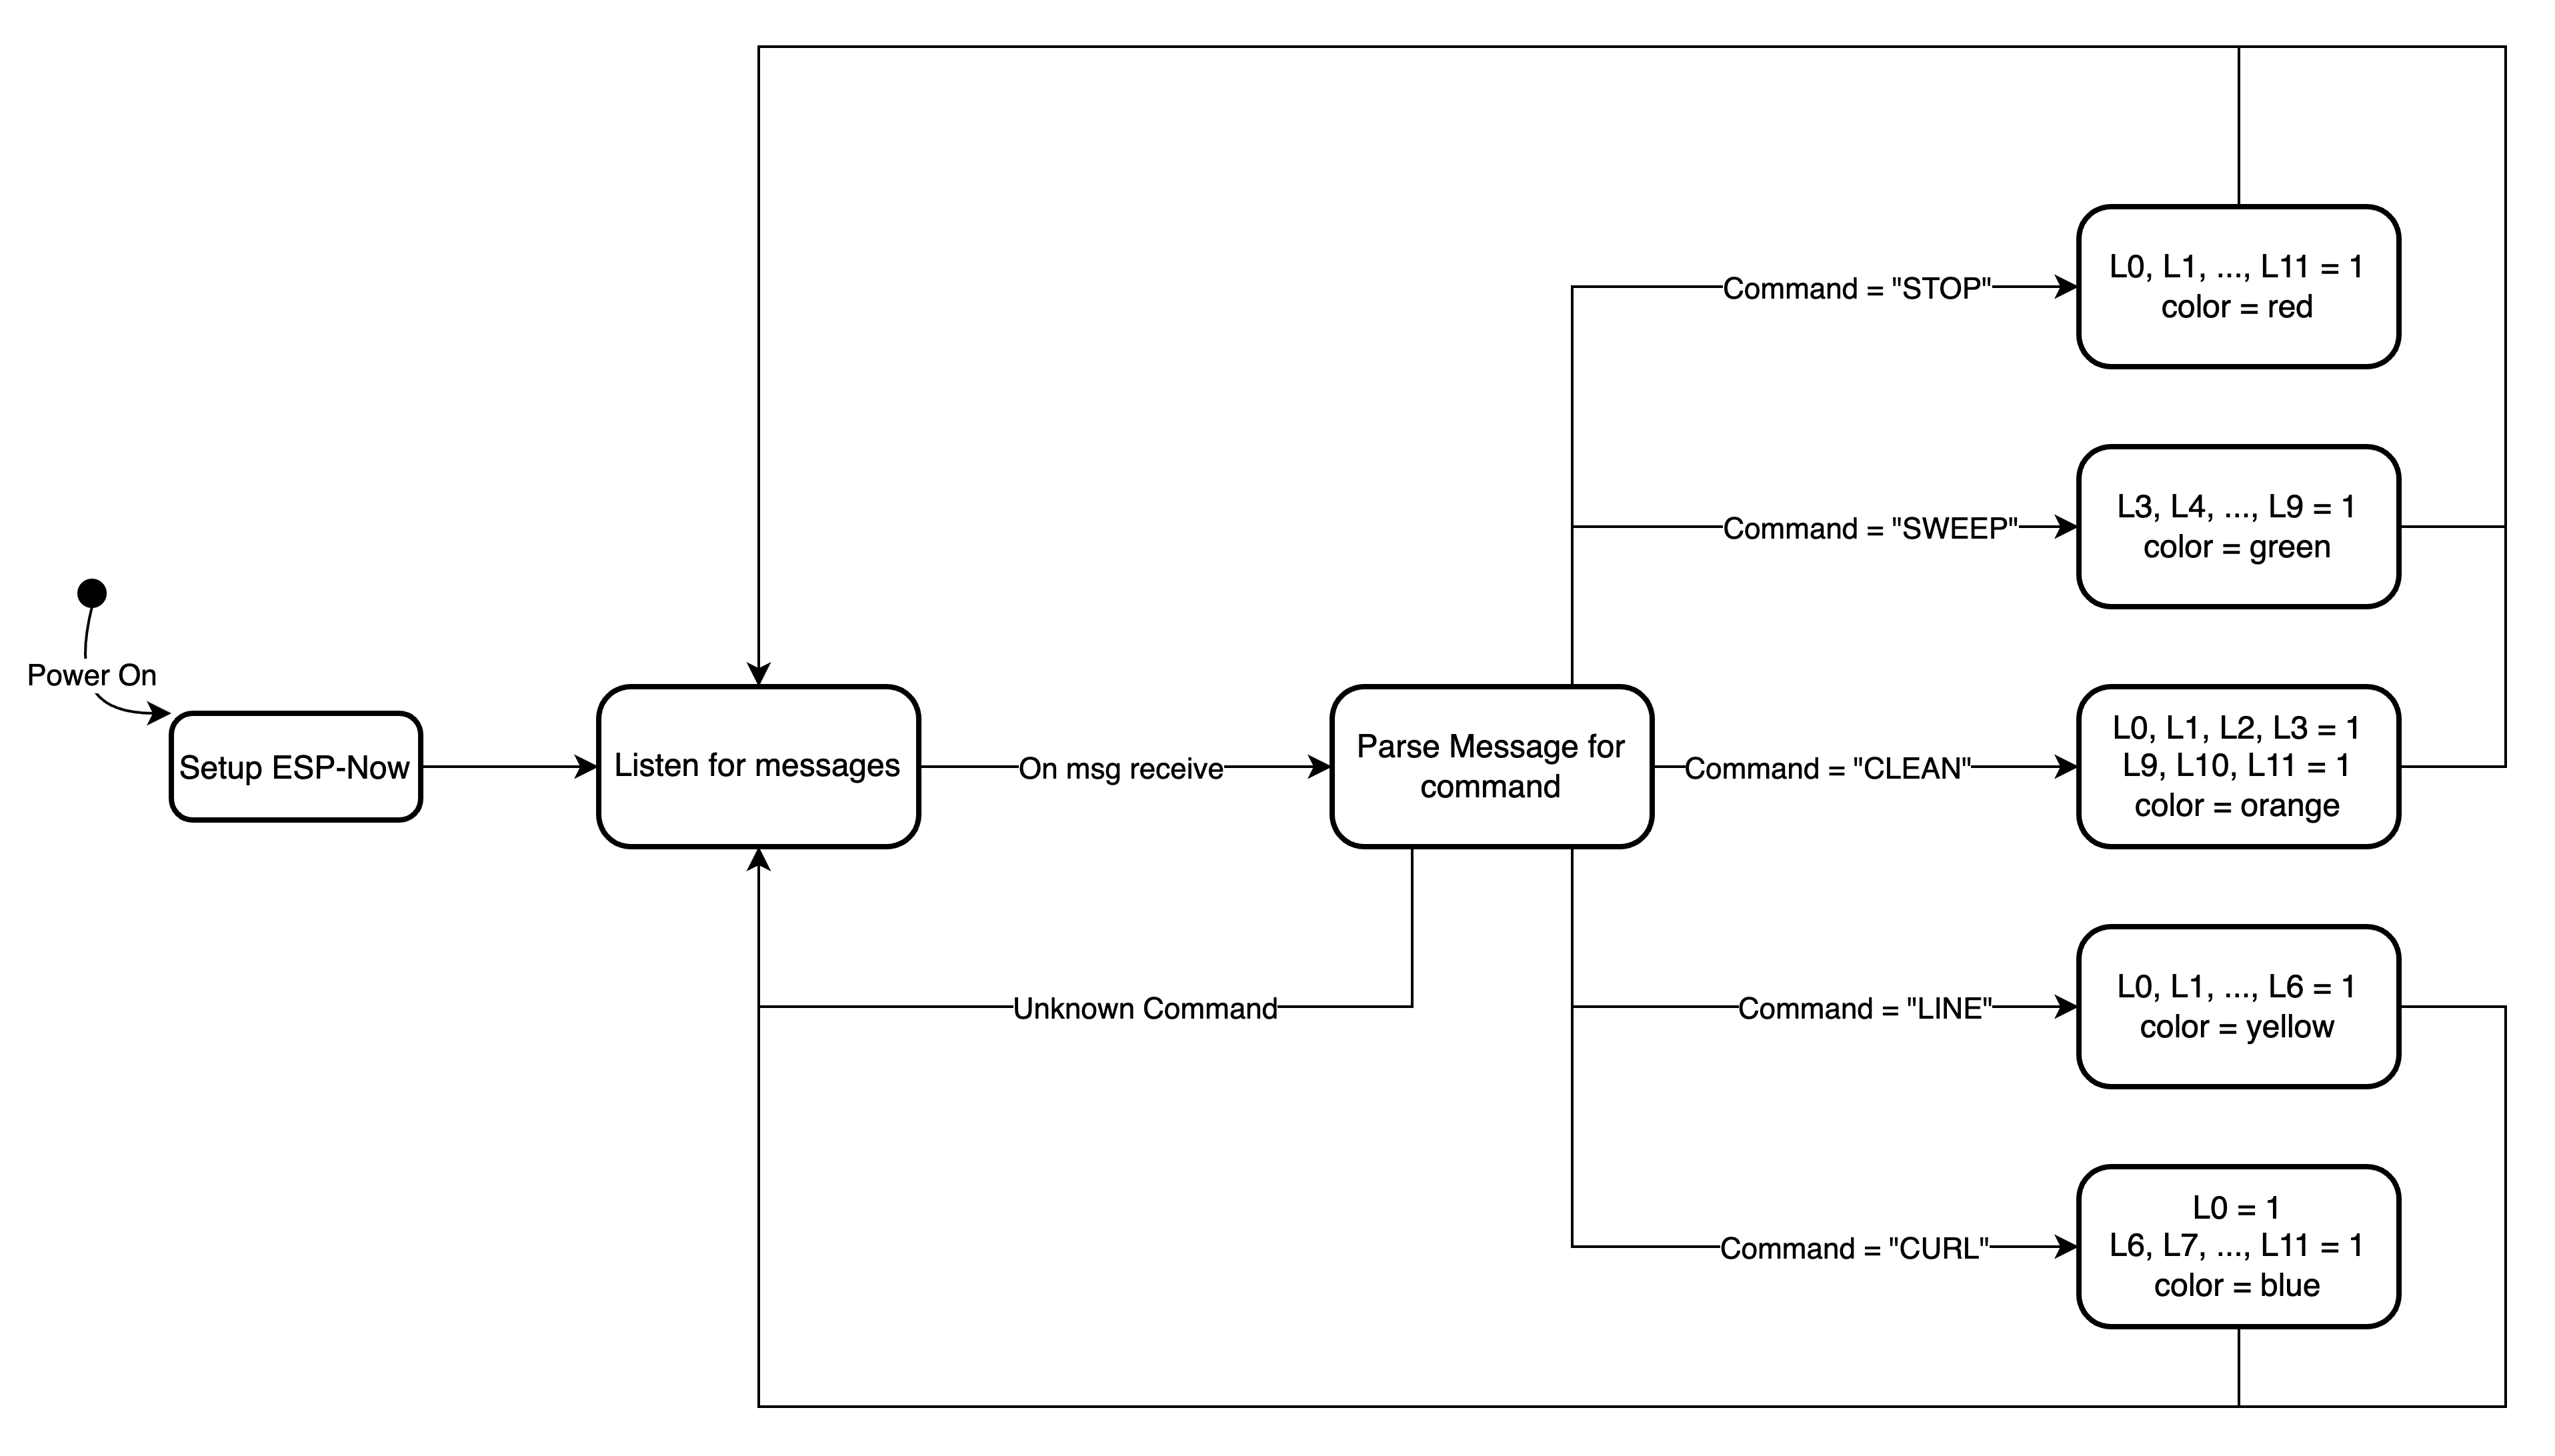 Power On
Setup ESP-Now
Listen for messages
On msg receive
Parse Message for
command
Unknown Command
Command = "STOP"
L0, L1, ..., L11 = 1
color = red
Command = "SWEEP"
L3, L4, ..., L9 = 1
color = green
Command = "CLEAN"
L0, L1, L2, L3 = 1
L9, L10, L11 = 1
color = orange
Command = "LINE"
L0, L1, ..., L6 = 1
color = yellow
Command = "CURL"
L0 = 1
L6, L7, ..., L11 = 1
color = blue